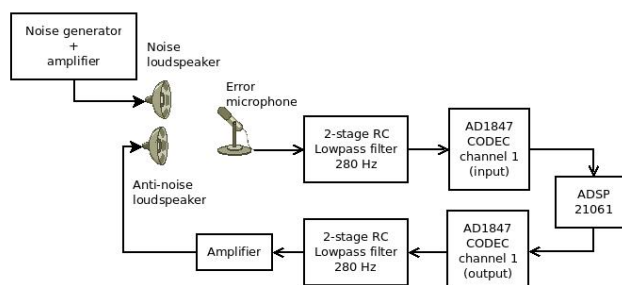 Noise generator
+
amplifier
Noise
loudspeaker
Error
microphone
2-stage RC
Lowpass filter
280 Hz
AD1847
CODEC
channel 1
(input)
ADSP
21061
Anti-noise
loudspeaker
Amplifier
2-stage RC
Lowpass filter
280 Hz
AD1847
CODEC
channel 1
(output)